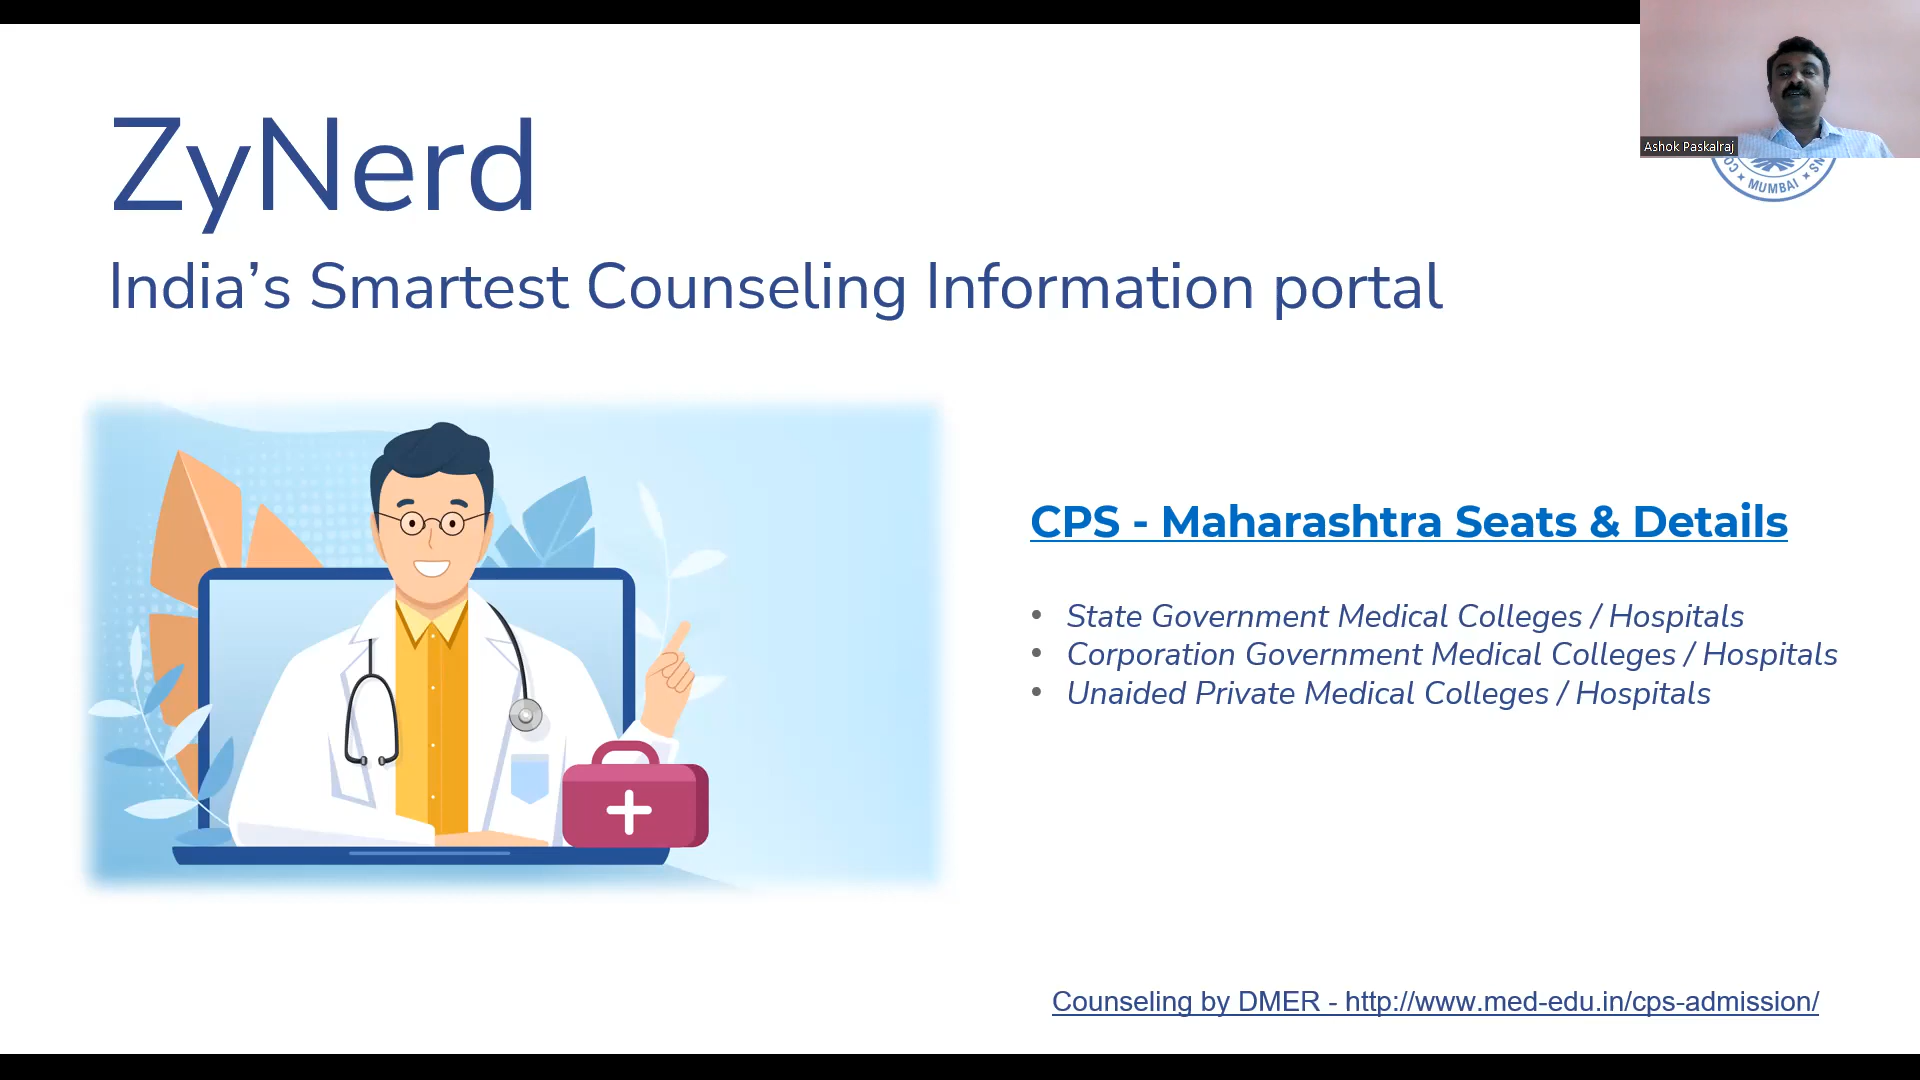 ZyNerd
India’s Smartest Counseling Information portal
Ashok Paskalraj
MUMBAI
CPS - Maharashtra Seats & Details
• State Government Medical Colleges / Hospitals
• Corporation Government Medical Colleges / Hospitals
• Unaided Private Medical Colleges / Hospitals
Counseling by DMER - http://www.med-edu.in/cps-admission/